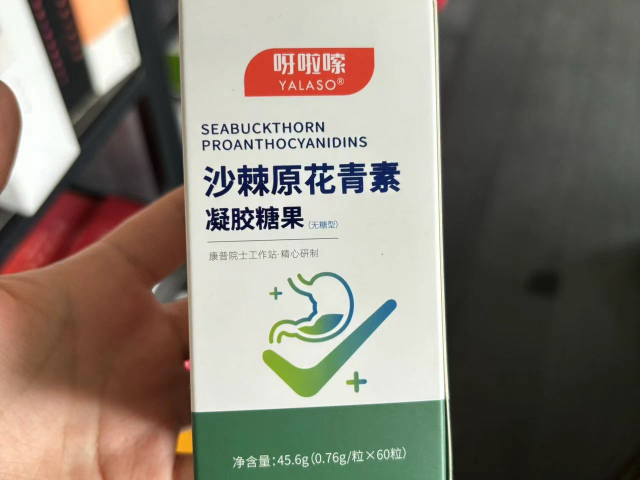 呀啦嗦
YALASO®
SEABUCKTHORN
PROANTHOCYANIDINS
沙棘原花青素
凝胶糖果(无糖型)
康普院士工作站·精心研制
净含量:45.6g(0.76g/粒×60粒)